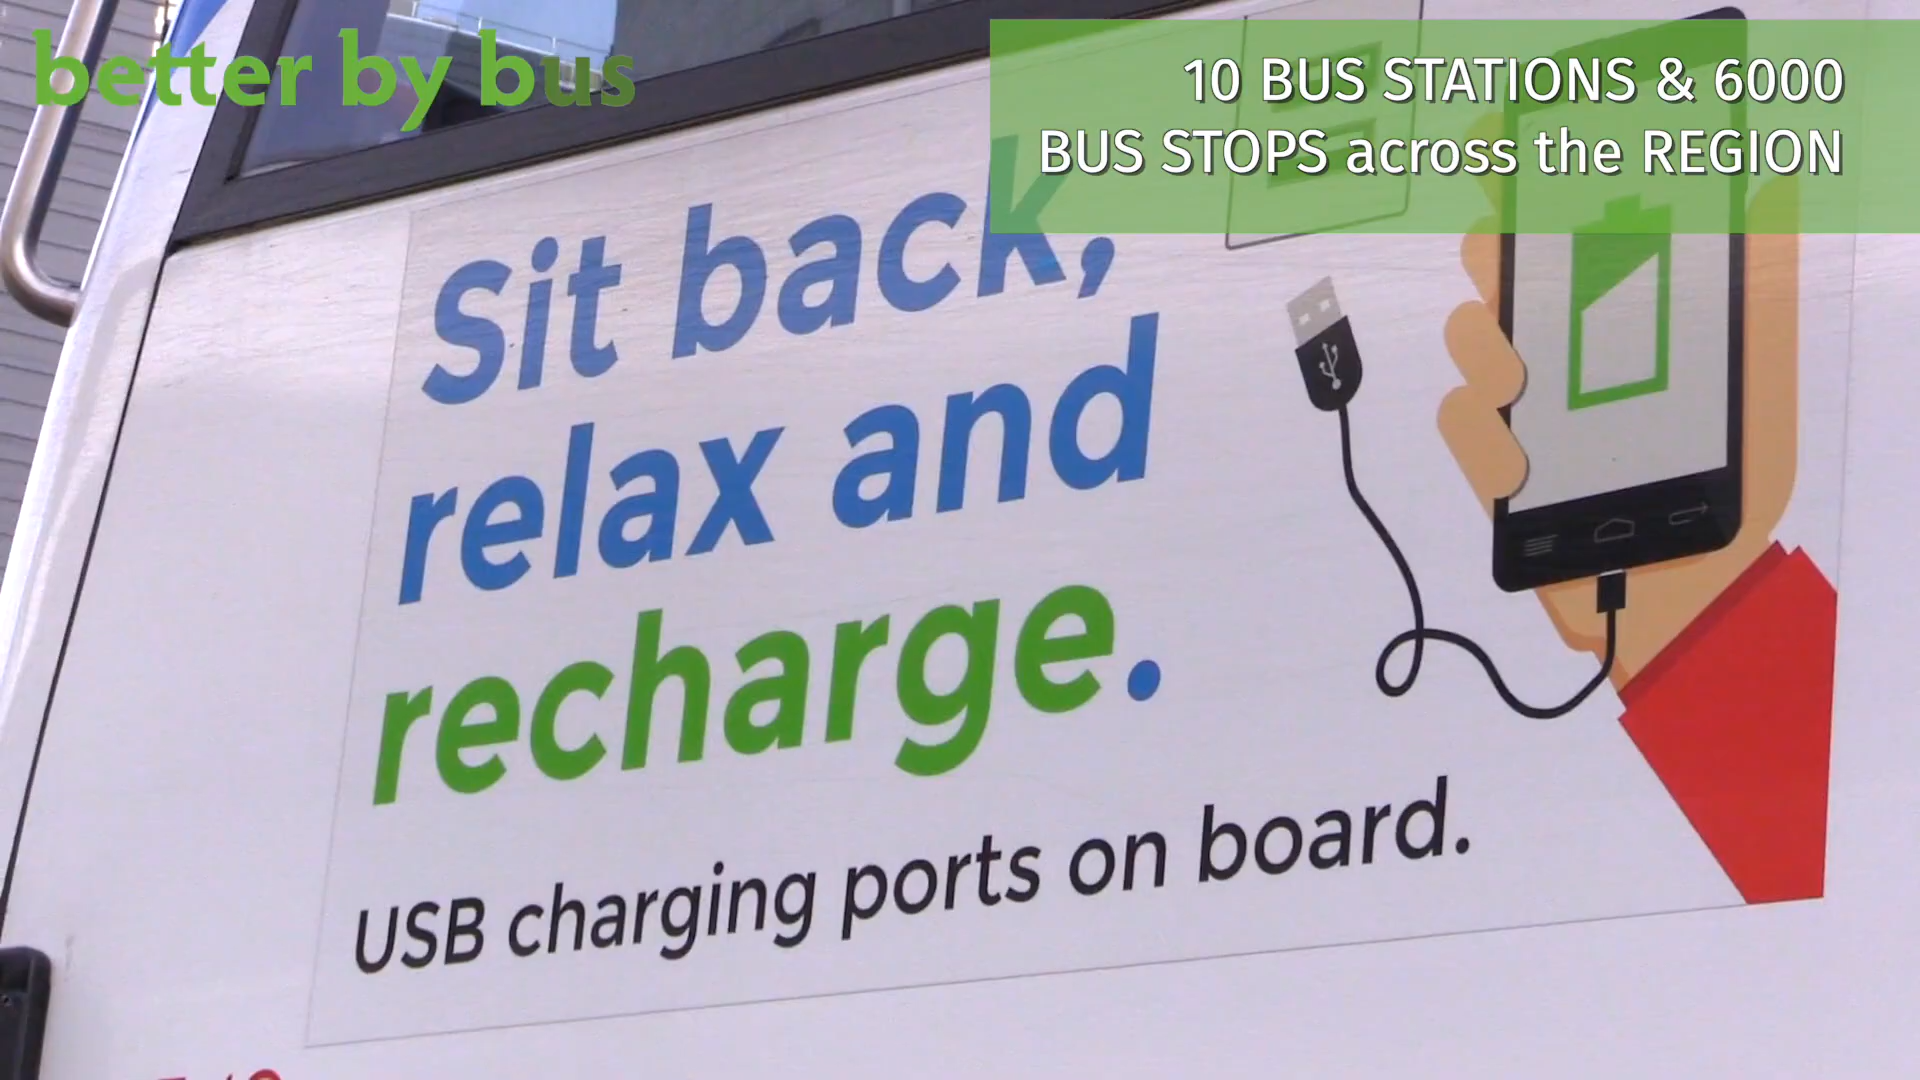 better by bus
10 BUS STATIONS & 6000
BUS STOPS across the REGION
Sit back,
relax and
recharge.
USB charging ports on board.